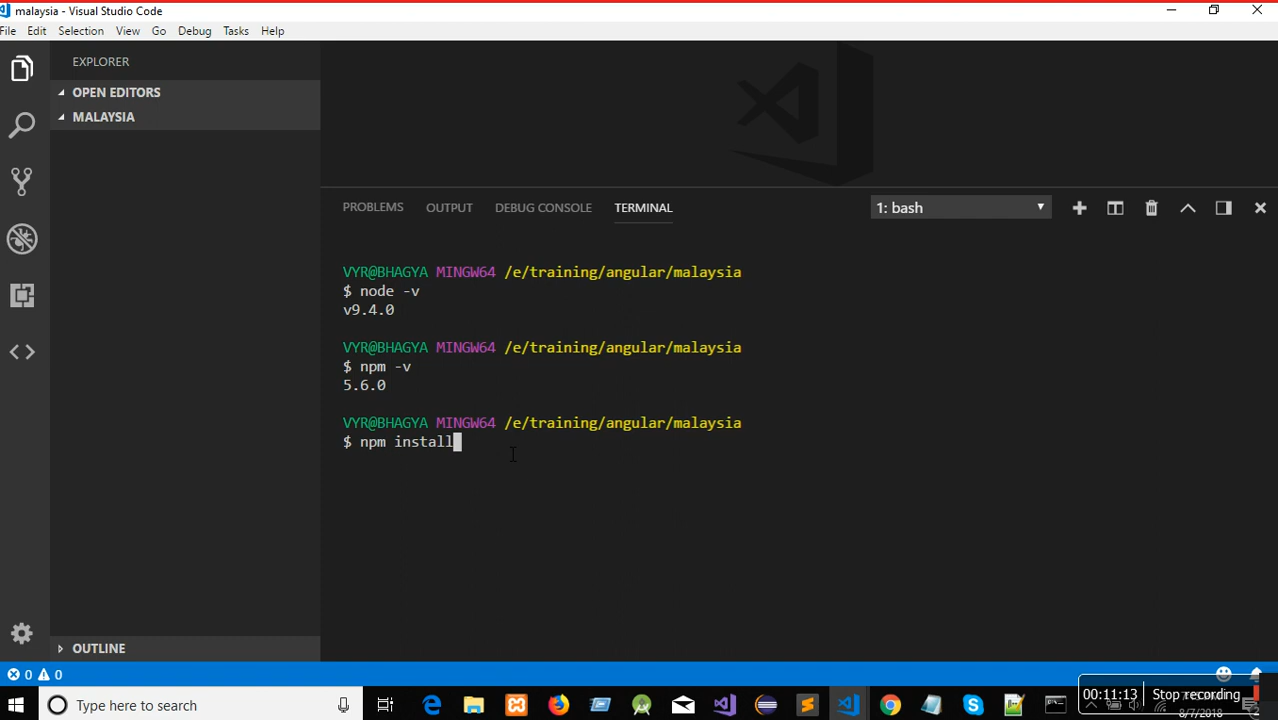 malaysia - Visual Studio Code
File Edit Selection View Go Debug Tasks Help
EXPLORER
OPEN EDITORS
MALAYSIA
PROBLEMS OUTPUT DEBUG CONSOLE TERMINAL
1: bash
VYR@BHAGYA MINGW64 /e/training/angular/malaysia
$ node -v
v9.4.0
VYR@BHAGYA MINGW64 /e/training/angular/malaysia
$ npm -v
5.6.0
VYR@BHAGYA MINGW64 /e/training/angular/malaysia
$ npm install
OUTLINE
0 0
Type here to search
00:11:13 Stop recording
8/7/2018